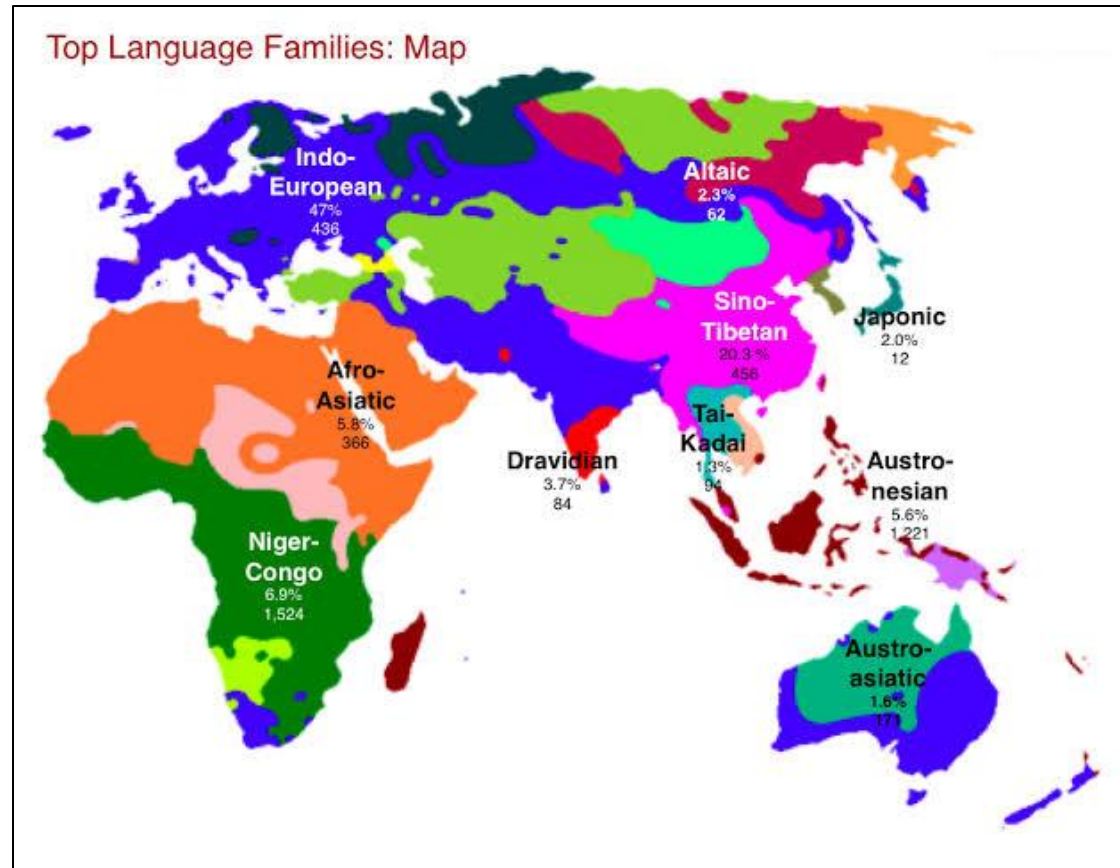 Top Language Families: Map
Indo-
European
47%
436
Altaic
2.3%
62
Sino-
Tibetan
20.3 %
456
Japonic
2.0%
12
Afro-
Asiatic
5.8%
366
Tai-
Kadai
1.3%
94
Dravidian
3.7%
84
Austro-
nesian
5.6%
1,221
Niger-
Congo
6.9%
1,524
Austro-
asiatic
1.6%
171